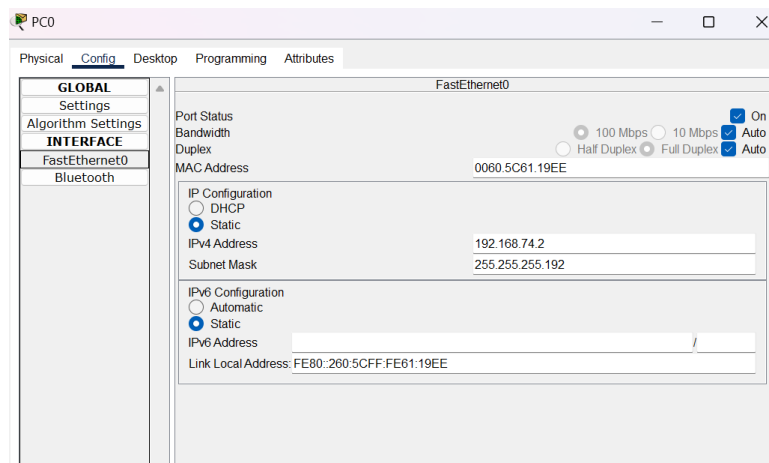 PC0
Physical Config Desktop Programming Attributes
GLOBAL
Settings
Algorithm Settings
INTERFACE
FastEthernet0
Bluetooth
FastEthernet0
Port Status On
Bandwidth 100 Mbps 10 Mbps Auto
Duplex Half Duplex Full Duplex Auto
MAC Address 0060.5C61.19EE
IP Configuration
DHCP
Static
IPv4 Address 192.168.74.2
Subnet Mask 255.255.255.192
IPv6 Configuration
Automatic
Static
IPv6 Address /
Link Local Address: FE80::260:5CFF:FE61:19EE